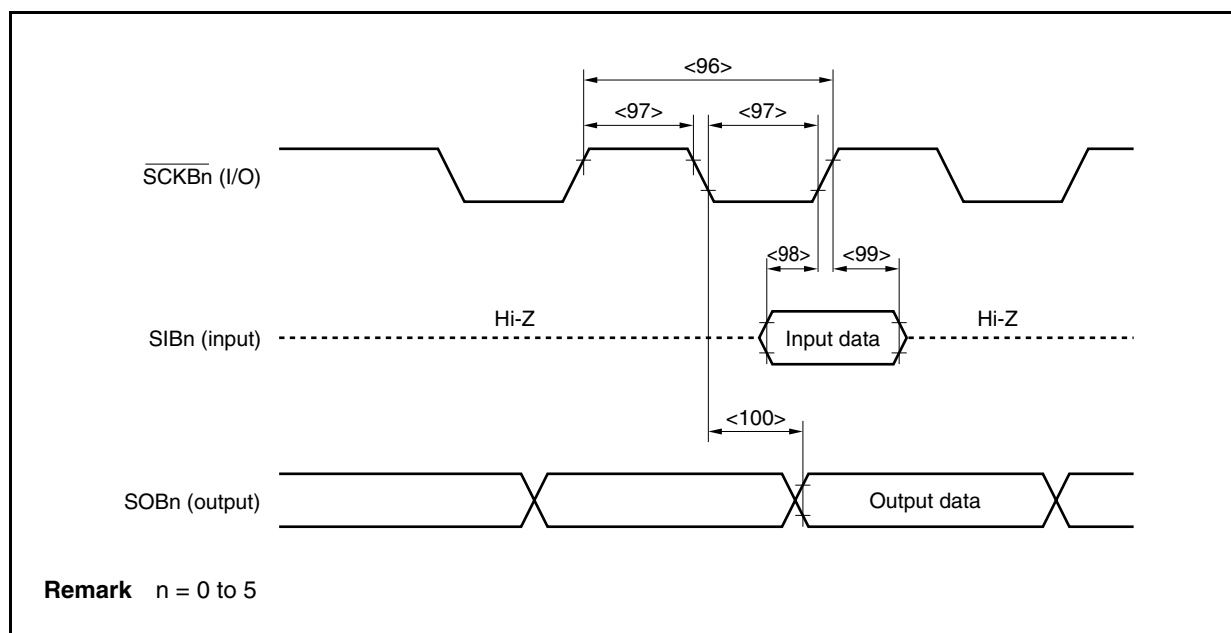 <96>
<97> <97>
SCKBn (I/O)
<98> <99>
Hi-Z Hi-Z
SIBn (input) Input data
<100>
SOBn (output) Output data
Remark n = 0 to 5